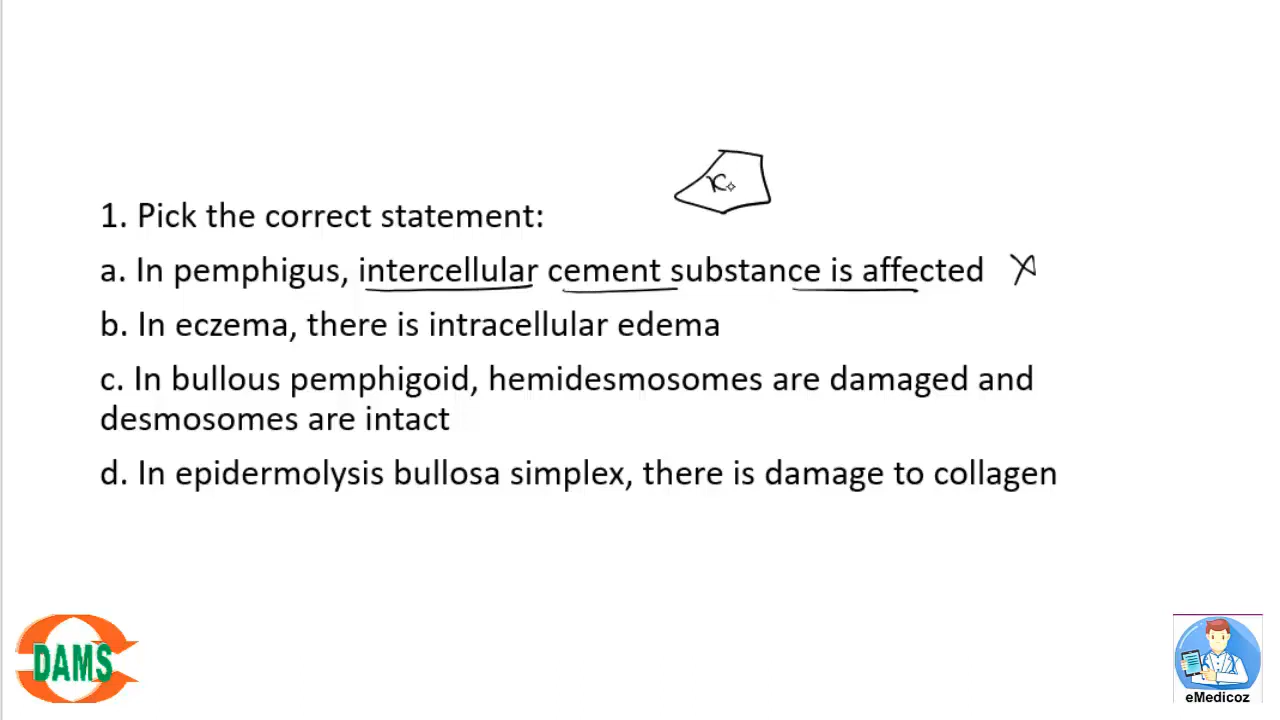 1. Pick the correct statement:
a. In pemphigus, intercellular cement substance is affected
b. In eczema, there is intracellular edema
c. In bullous pemphigoid, hemidesmosomes are damaged and
desmosomes are intact
d. In epidermolysis bullosa simplex, there is damage to collagen
DAMS
eMedicoz